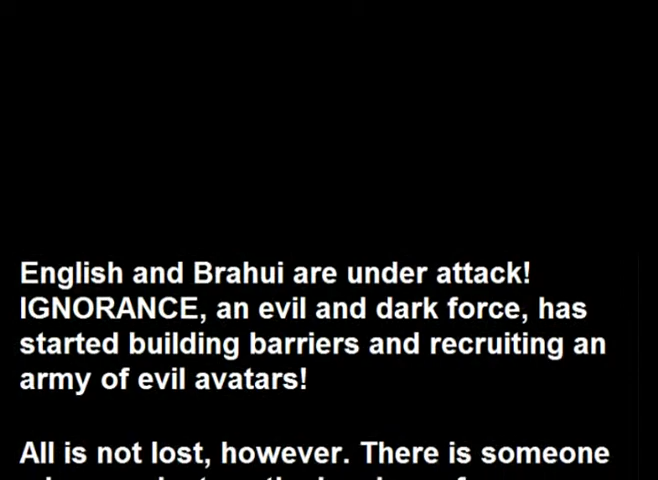 English and Brahui are under attack!
IGNORANCE, an evil and dark force, has
started building barriers and recruiting an
army of evil avatars!
All is not lost, however. There is someone